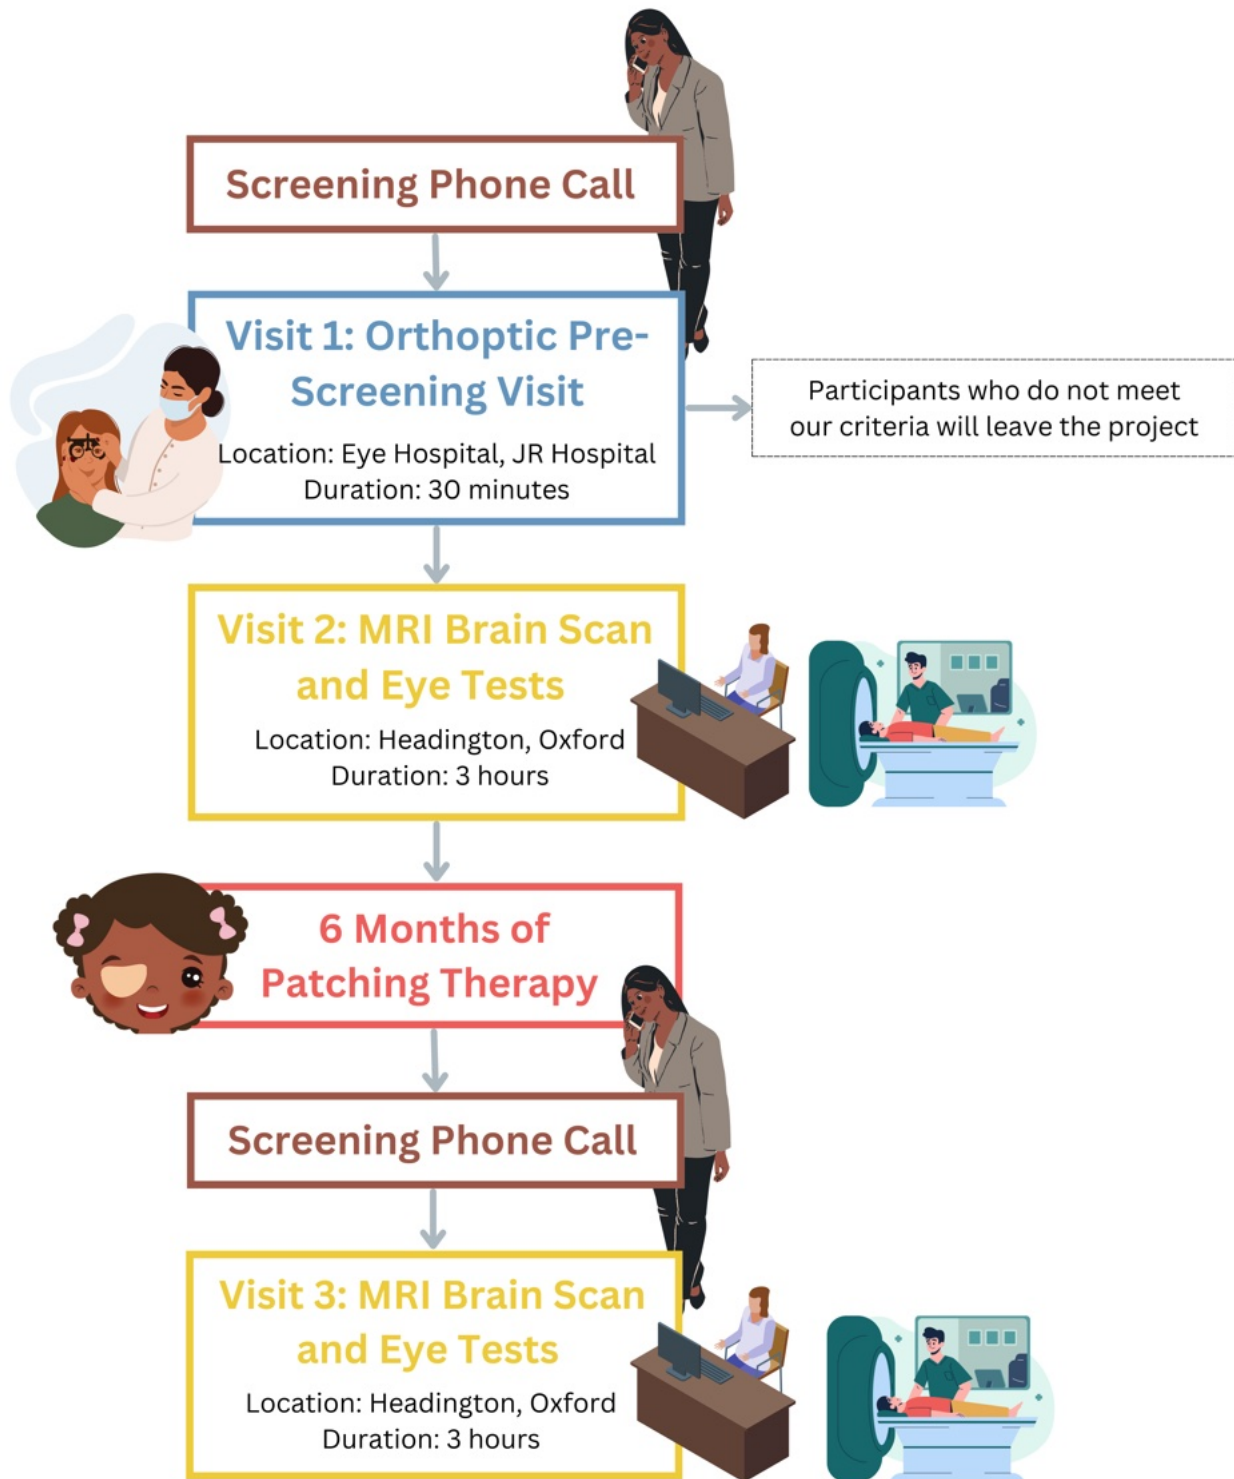 Screening Phone Call
Visit 1: Orthoptic Pre-
Screening Visit
Location: Eye Hospital, JR Hospital
Duration: 30 minutes
Participants who do not meet
our criteria will leave the project
Visit 2: MRI Brain Scan
and Eye Tests
Location: Headington, Oxford
Duration: 3 hours
6 Months of
Patching Therapy
Screening Phone Call
Visit 3: MRI Brain Scan
and Eye Tests
Location: Headington, Oxford
Duration: 3 hours